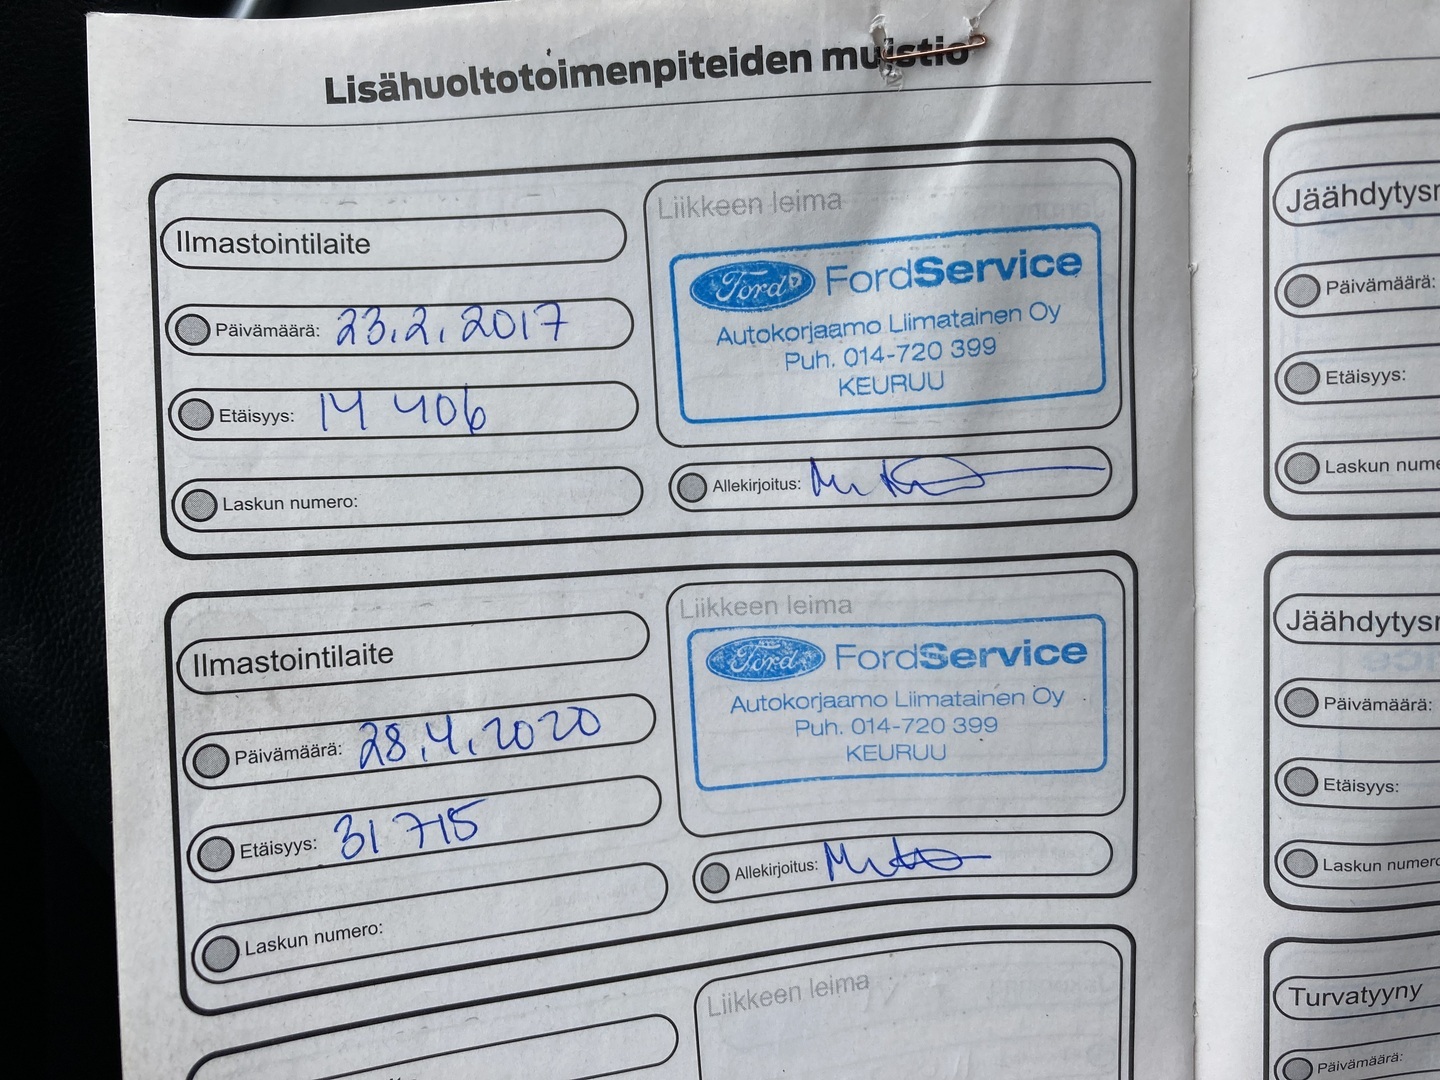 Lisähuoltotoimenpiteiden muistio
Ilmastointilaite
Päivämäärä: 23.2.2017
Etäisyys: 14 406
Laskun numero:
Liikkeen leima
Ford FordService
Autokorjaamo Liimatainen Oy
Puh. 014-720 399
KEURUU
Allekirjoitus:
Ilmastointilaite
Päivämäärä: 28.4.2020
Etäisyys: 31 715
Laskun numero:
Liikkeen leima
Ford FordService
Autokorjaamo Liimatainen Oy
Puh. 014-720 399
KEURUU
Allekirjoitus:
Liikkeen leima
Jäähdytys
Päivämäärä:
Etäisyys:
Laskun nume
Jäähdytys
Päivämäärä:
Etäisyys:
Laskun numero
Turvatyyny
Päivämäärä: